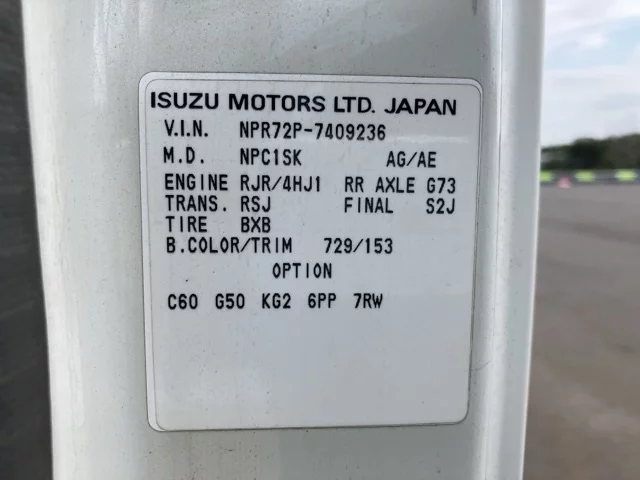 ISUZU MOTORS LTD. JAPAN
V.I.N. NPR72P-7409236
M.D. NPC1SK AG/AE
ENGINE RJR/4HJ1 RR AXLE G73
TRANS. RSJ FINAL S2J
TIRE BXB
B.COLOR/TRIM 729/153
OPTION
C60 G50 KG2 6PP 7RW